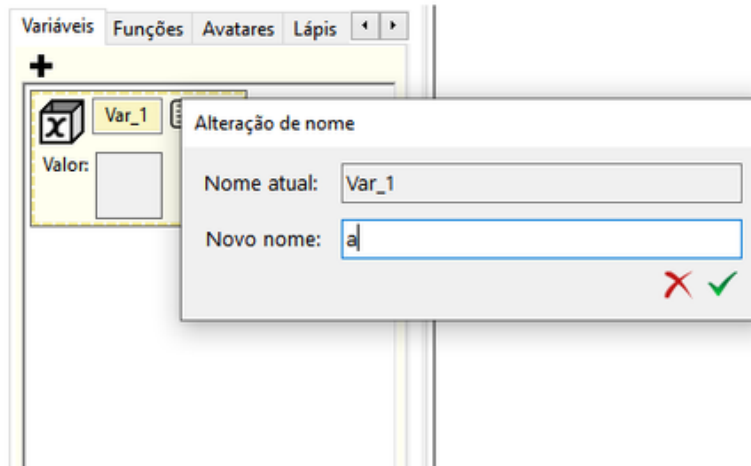 Variáveis Funções Avatares Lápis
x Var_1
Valor:
Alteração de nome
Nome atual: Var_1
Novo nome: a